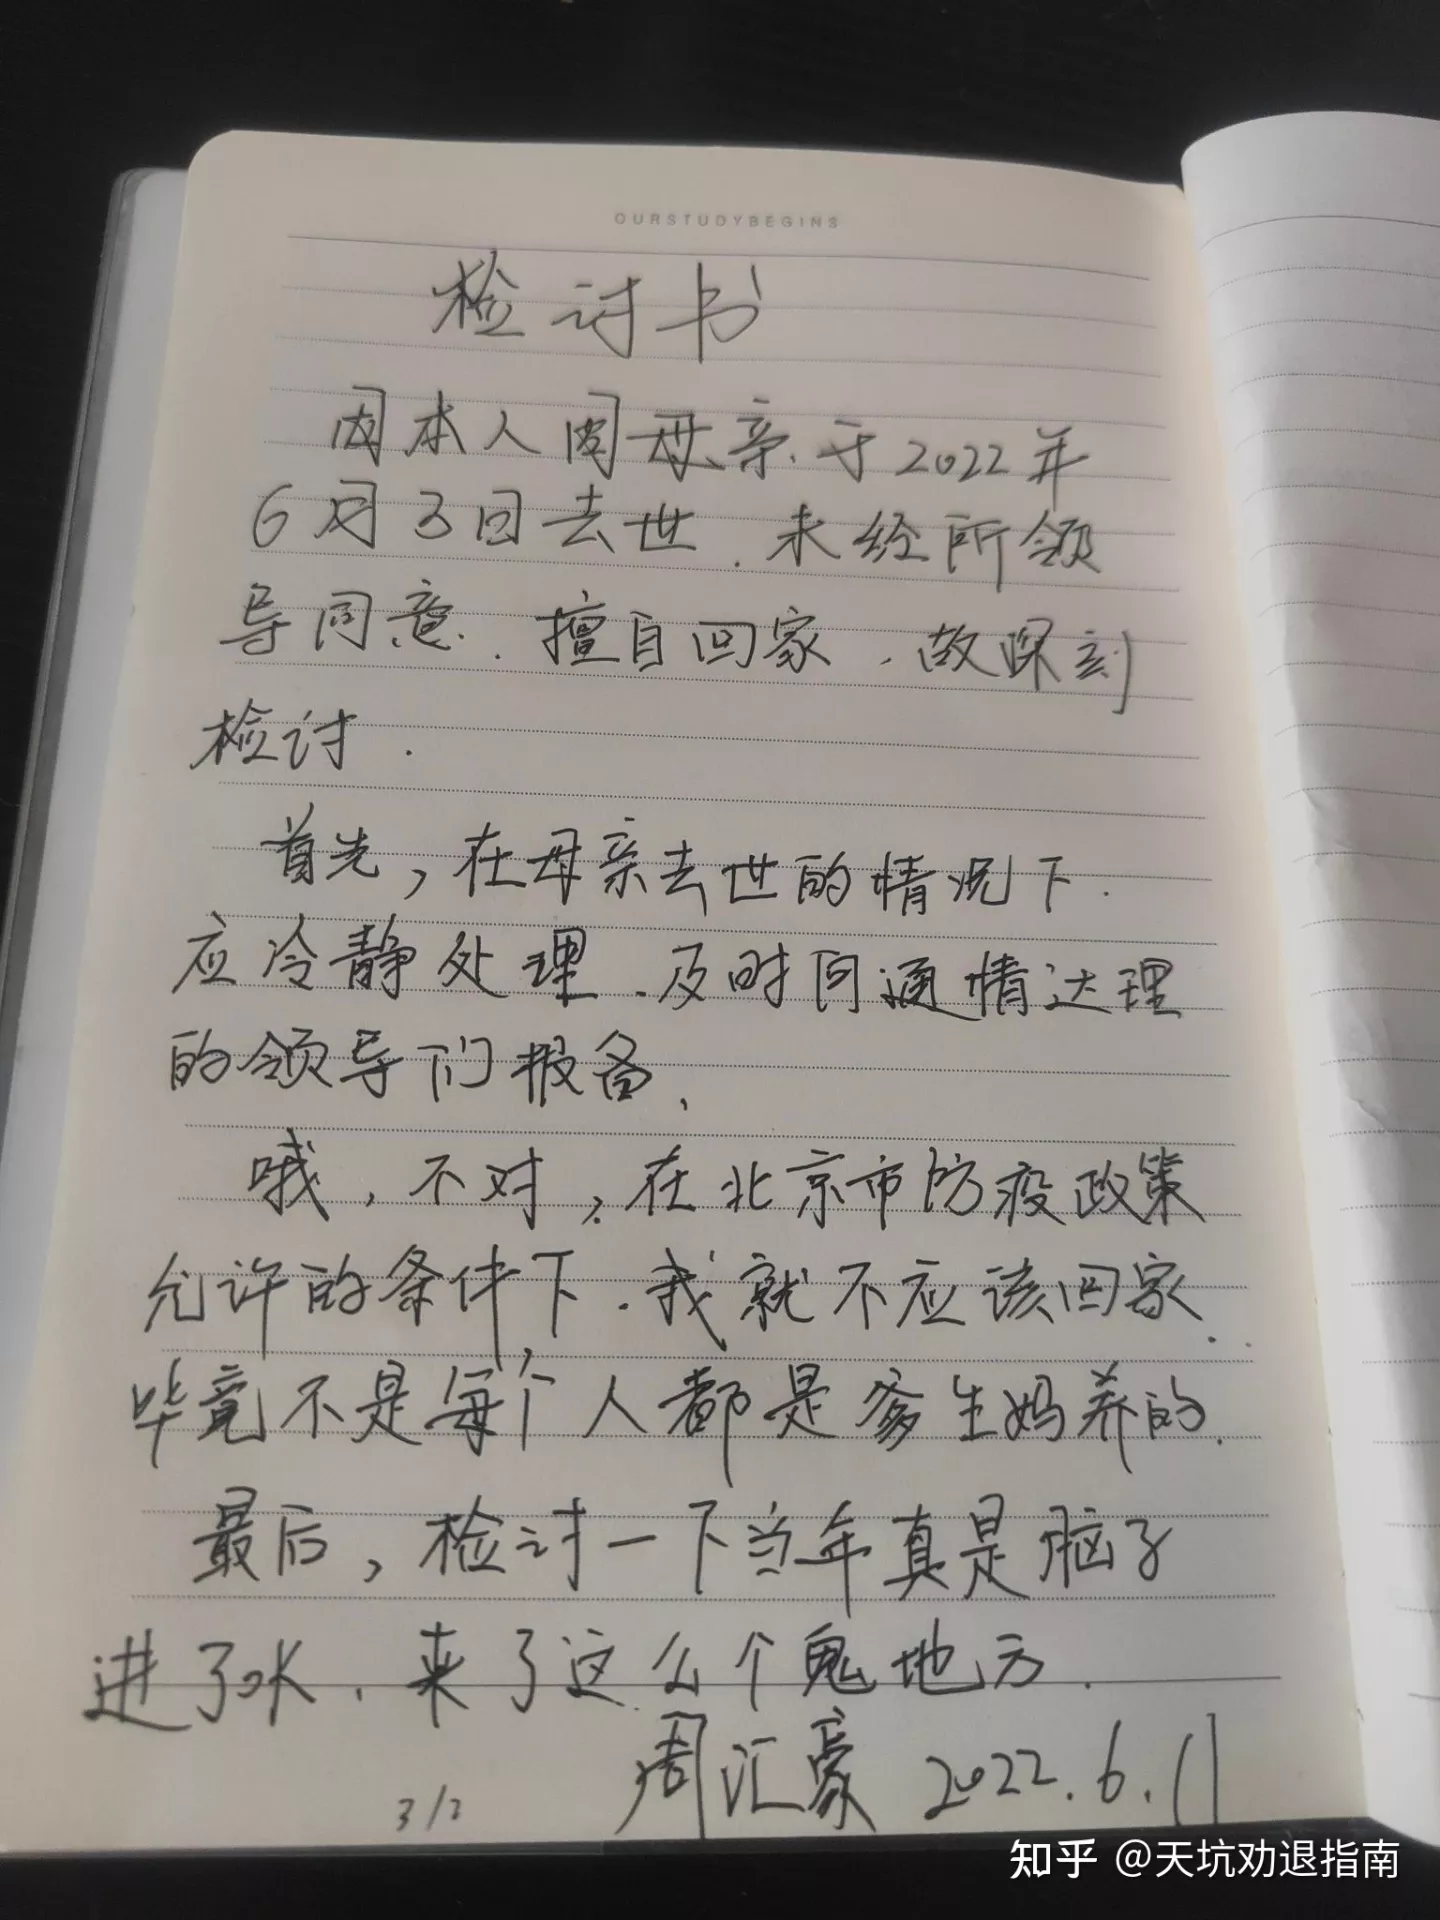 OURSTUDYBEGINS
检讨书
因本人因母亲于2022年
6月3日去世.未经所领
导同意.擅自回家.故深刻
检讨.
首先,在母亲去世的情况下.
应冷静处理.及时向通情达理
的领导们报备.
哦,不对,在北京市防疫政策
允许的条件下.我就不应该回家.
毕竟不是每个人都是爹生妈养的.
最后,检讨一下当年真是脑子
进了水.来了这么个鬼地方.
周汇豪 2022.6.11
知乎 @天坑劝退指南